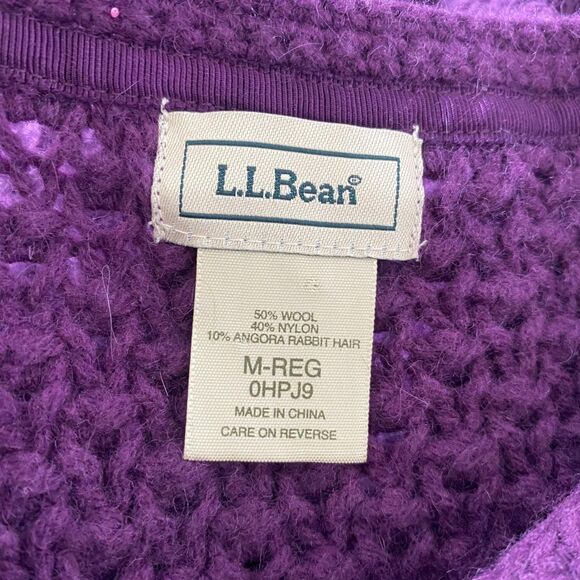 L.L.Bean®
50% WOOL
40% NYLON
10% ANGORA RABBIT HAIR
M-REG
0HPJ9
MADE IN CHINA
CARE ON REVERSE